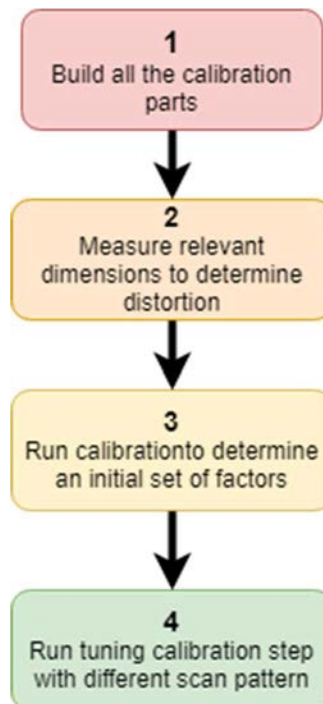 1
Build all the calibration
parts
2
Measure relevant
dimensions to determine
distortion
3
Run calibrationto determine
an initial set of factors
4
Run tuning calibration step
with different scan pattern